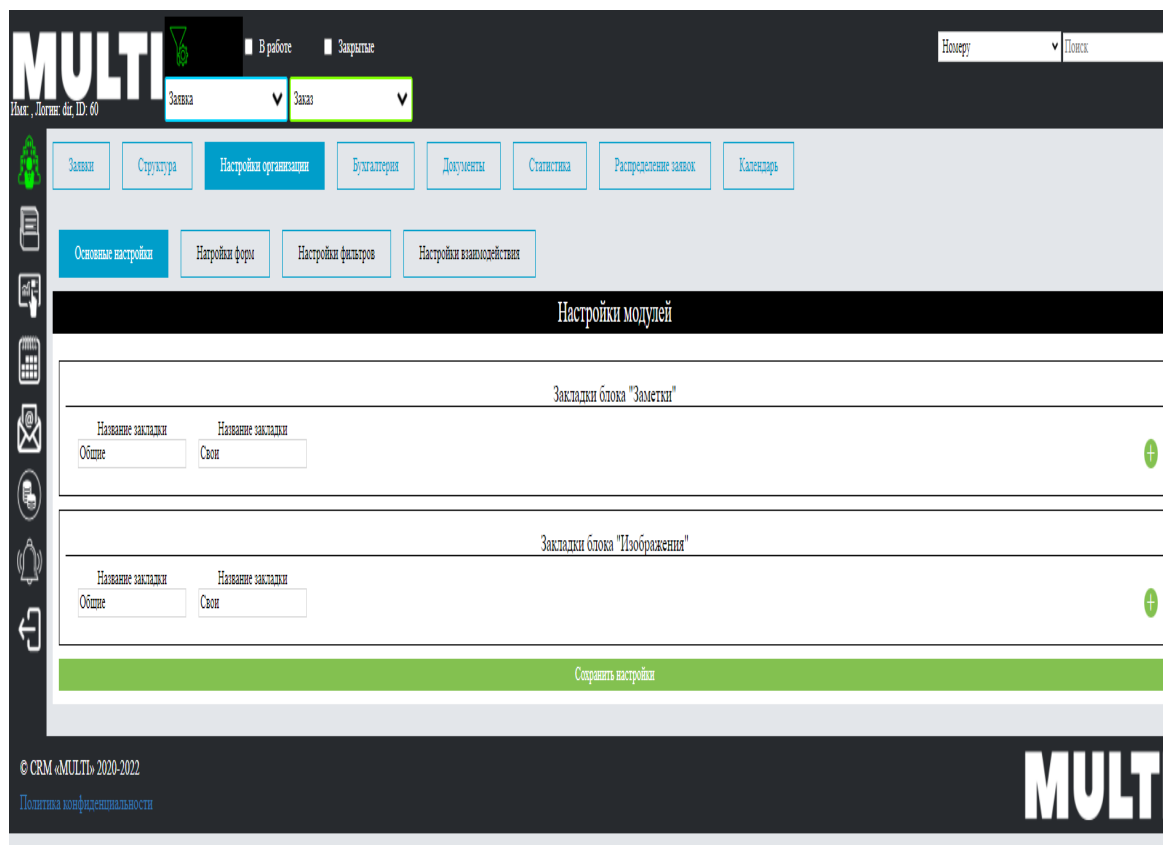 MULTI
В работе
Закрытые
Номеру
Поиск
Имя: , Логин: dir, ID: 60
Заявка
Заказ
Заявки
Структура
Настройки организации
Бухгалтерия
Документы
Статистика
Распределение заявок
Календарь
Основные настройки
Натройки форм
Настройки фильтров
Настройки взаимодействия
Настройки модулей
Закладки блока "Заметки"
Название закладки
Название закладки
Общие
Свои
Закладки блока "Изображения"
Название закладки
Название закладки
Общие
Свои
Сохранить настройки
© CRM «MULTI» 2020-2022
Политика конфиденциальности
MULT